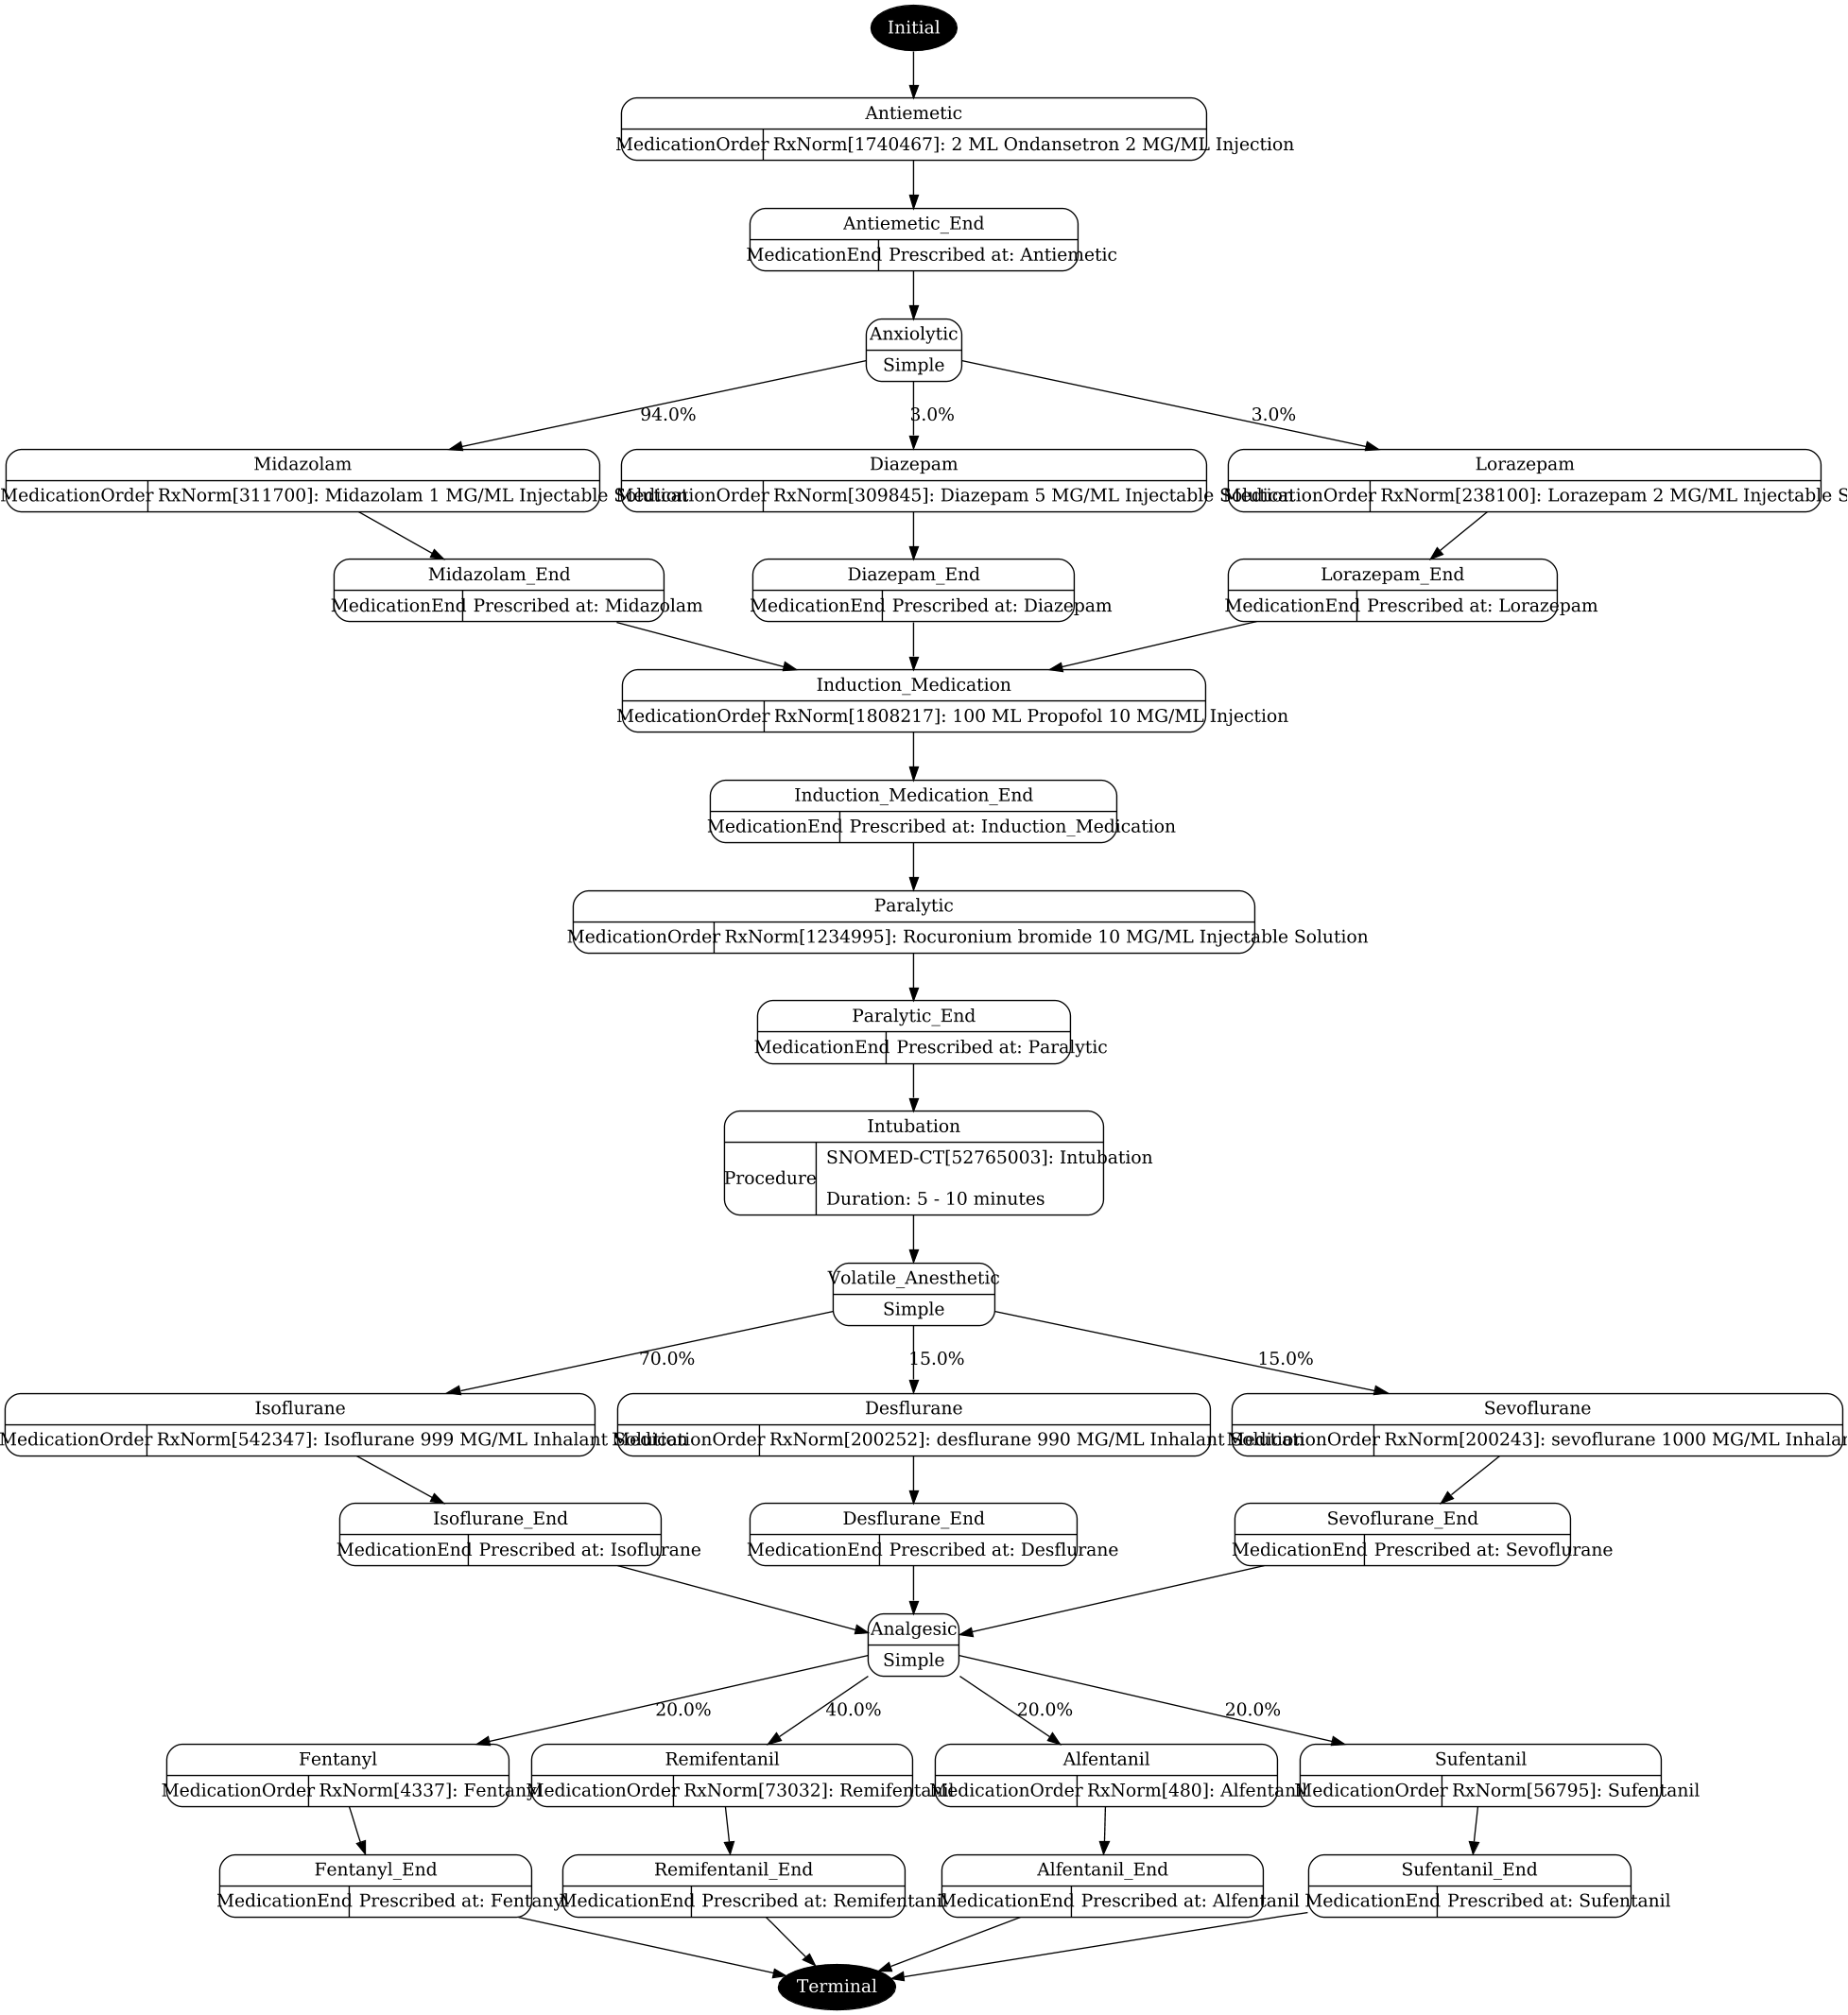 Initial
Antiemetic
MedicationOrder RxNorm[1740467]: 2 ML Ondansetron 2 MG/ML Injection
Antiemetic_End
MedicationEnd Prescribed at: Antiemetic
Anxiolytic
Simple
94.0% 3.0% 3.0%
Midazolam
MedicationOrder RxNorm[311700]: Midazolam 1 MG/ML Injectable Solution
Diazepam
MedicationOrder RxNorm[309845]: Diazepam 5 MG/ML Injectable Solution
Lorazepam
MedicationOrder RxNorm[238100]: Lorazepam 2 MG/ML Injectable S
Midazolam_End
MedicationEnd Prescribed at: Midazolam
Diazepam_End
MedicationEnd Prescribed at: Diazepam
Lorazepam_End
MedicationEnd Prescribed at: Lorazepam
Induction_Medication
MedicationOrder RxNorm[1808217]: 100 ML Propofol 10 MG/ML Injection
Induction_Medication_End
MedicationEnd Prescribed at: Induction_Medication
Paralytic
MedicationOrder RxNorm[1234995]: Rocuronium bromide 10 MG/ML Injectable Solution
Paralytic_End
MedicationEnd Prescribed at: Paralytic
Intubation
Procedure
SNOMED-CT[52765003]: Intubation
Duration: 5 - 10 minutes
Volatile_Anesthetic
Simple
70.0% 15.0% 15.0%
Isoflurane
MedicationOrder RxNorm[542347]: Isoflurane 999 MG/ML Inhalant Solution
Desflurane
MedicationOrder RxNorm[200252]: desflurane 990 MG/ML Inhalant Solution
Sevoflurane
MedicationOrder RxNorm[200243]: sevoflurane 1000 MG/ML Inhalan
Isoflurane_End
MedicationEnd Prescribed at: Isoflurane
Desflurane_End
MedicationEnd Prescribed at: Desflurane
Sevoflurane_End
MedicationEnd Prescribed at: Sevoflurane
Analgesic
Simple
20.0% 40.0% 20.0% 20.0%
Fentanyl
MedicationOrder RxNorm[4337]: Fentanyl
Remifentanil
MedicationOrder RxNorm[73032]: Remifentanil
Alfentanil
MedicationOrder RxNorm[480]: Alfentanil
Sufentanil
MedicationOrder RxNorm[56795]: Sufentanil
Fentanyl_End
MedicationEnd Prescribed at: Fentanyl
Remifentanil_End
MedicationEnd Prescribed at: Remifentanil
Alfentanil_End
MedicationEnd Prescribed at: Alfentanil
Sufentanil_End
MedicationEnd Prescribed at: Sufentanil
Terminal